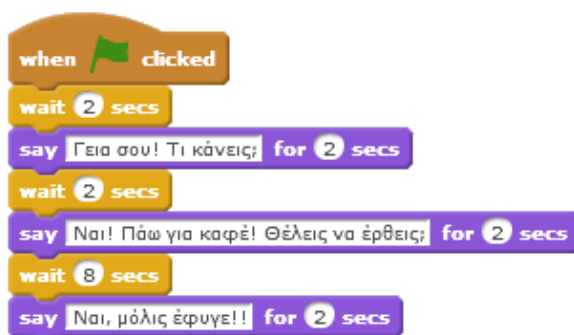 when clicked
wait 2 secs
say Γεια σου! Τι κάνεις; for 2 secs
wait 2 secs
say Ναι! Πάω για καφέ! Θέλεις να έρθεις; for 2 secs
wait 8 secs
say Ναι, μόλις έφυγε!! for 2 secs